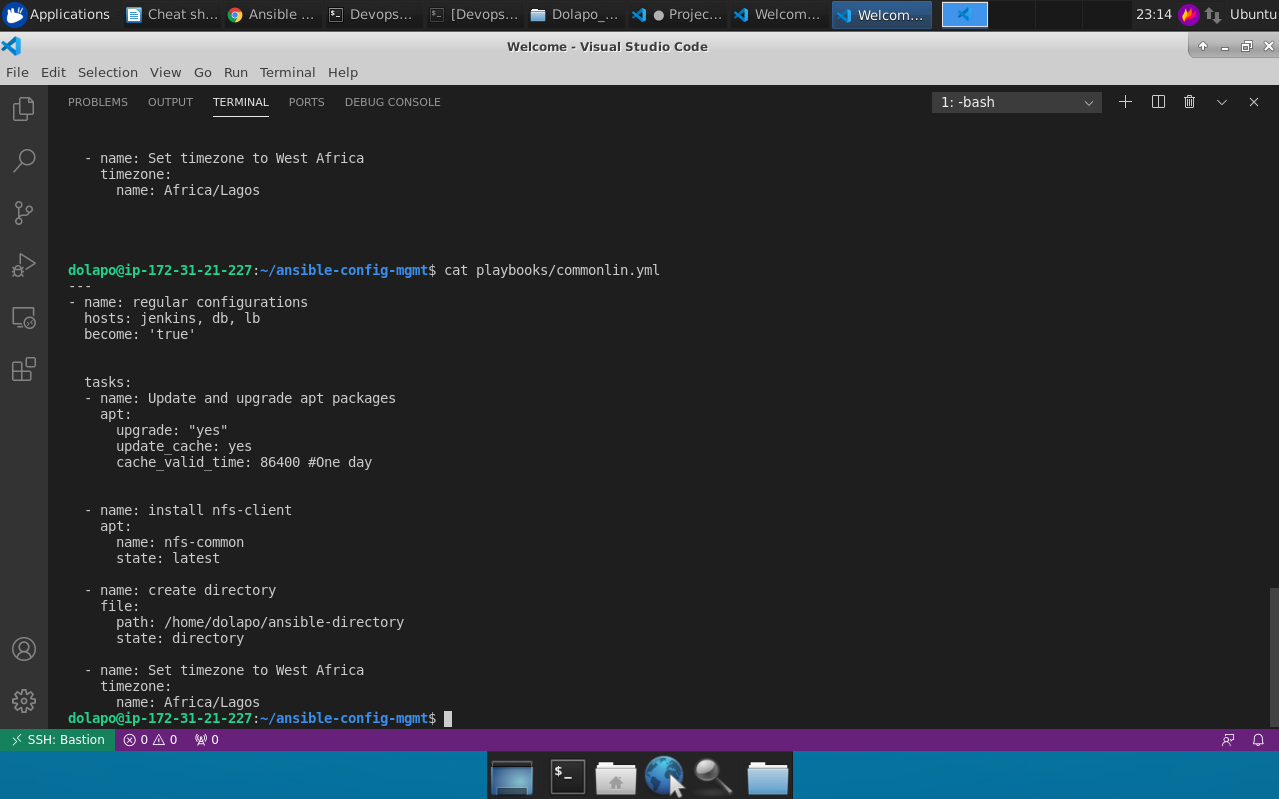 Applications Cheat sh... Ansible ... Devops... [Devops... Dolapo_... ● Projec... Welcom... Welcom... 23:14 Ubuntu
Welcome - Visual Studio Code
File Edit Selection View Go Run Terminal Help
PROBLEMS OUTPUT TERMINAL PORTS DEBUG CONSOLE 1: -bash
- name: Set timezone to West Africa
timezone:
name: Africa/Lagos
dolapo@ip-172-31-21-227:~/ansible-config-mgmt$ cat playbooks/commonlin.yml
---
- name: regular configurations
hosts: jenkins, db, lb
become: 'true'
tasks:
- name: Update and upgrade apt packages
apt:
upgrade: "yes"
update_cache: yes
cache_valid_time: 86400 #One day
- name: install nfs-client
apt:
name: nfs-common
state: latest
- name: create directory
file:
path: /home/dolapo/ansible-directory
state: directory
- name: Set timezone to West Africa
timezone:
name: Africa/Lagos
dolapo@ip-172-31-21-227:~/ansible-config-mgmt$
SSH: Bastion 0 0 0
$_